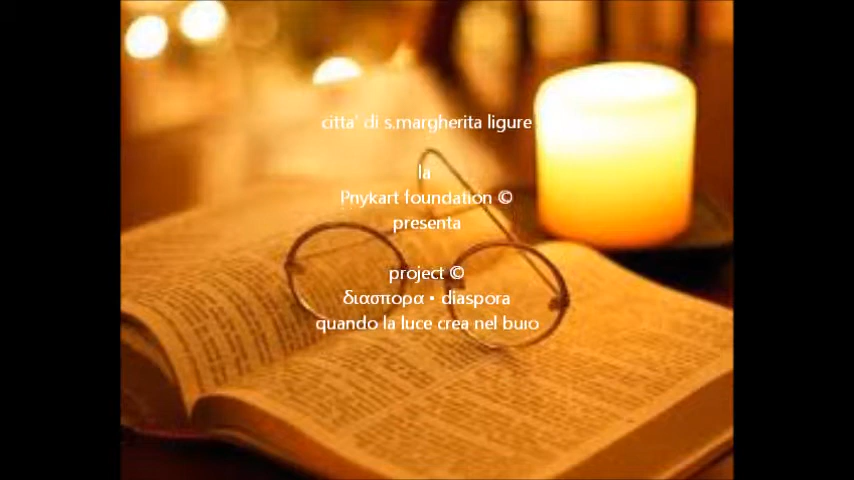 citta' di s.margherita ligure
la
Pnykart foundation ©
presenta
project ©
διασπορα • diaspora
quando la luce crea nel buio